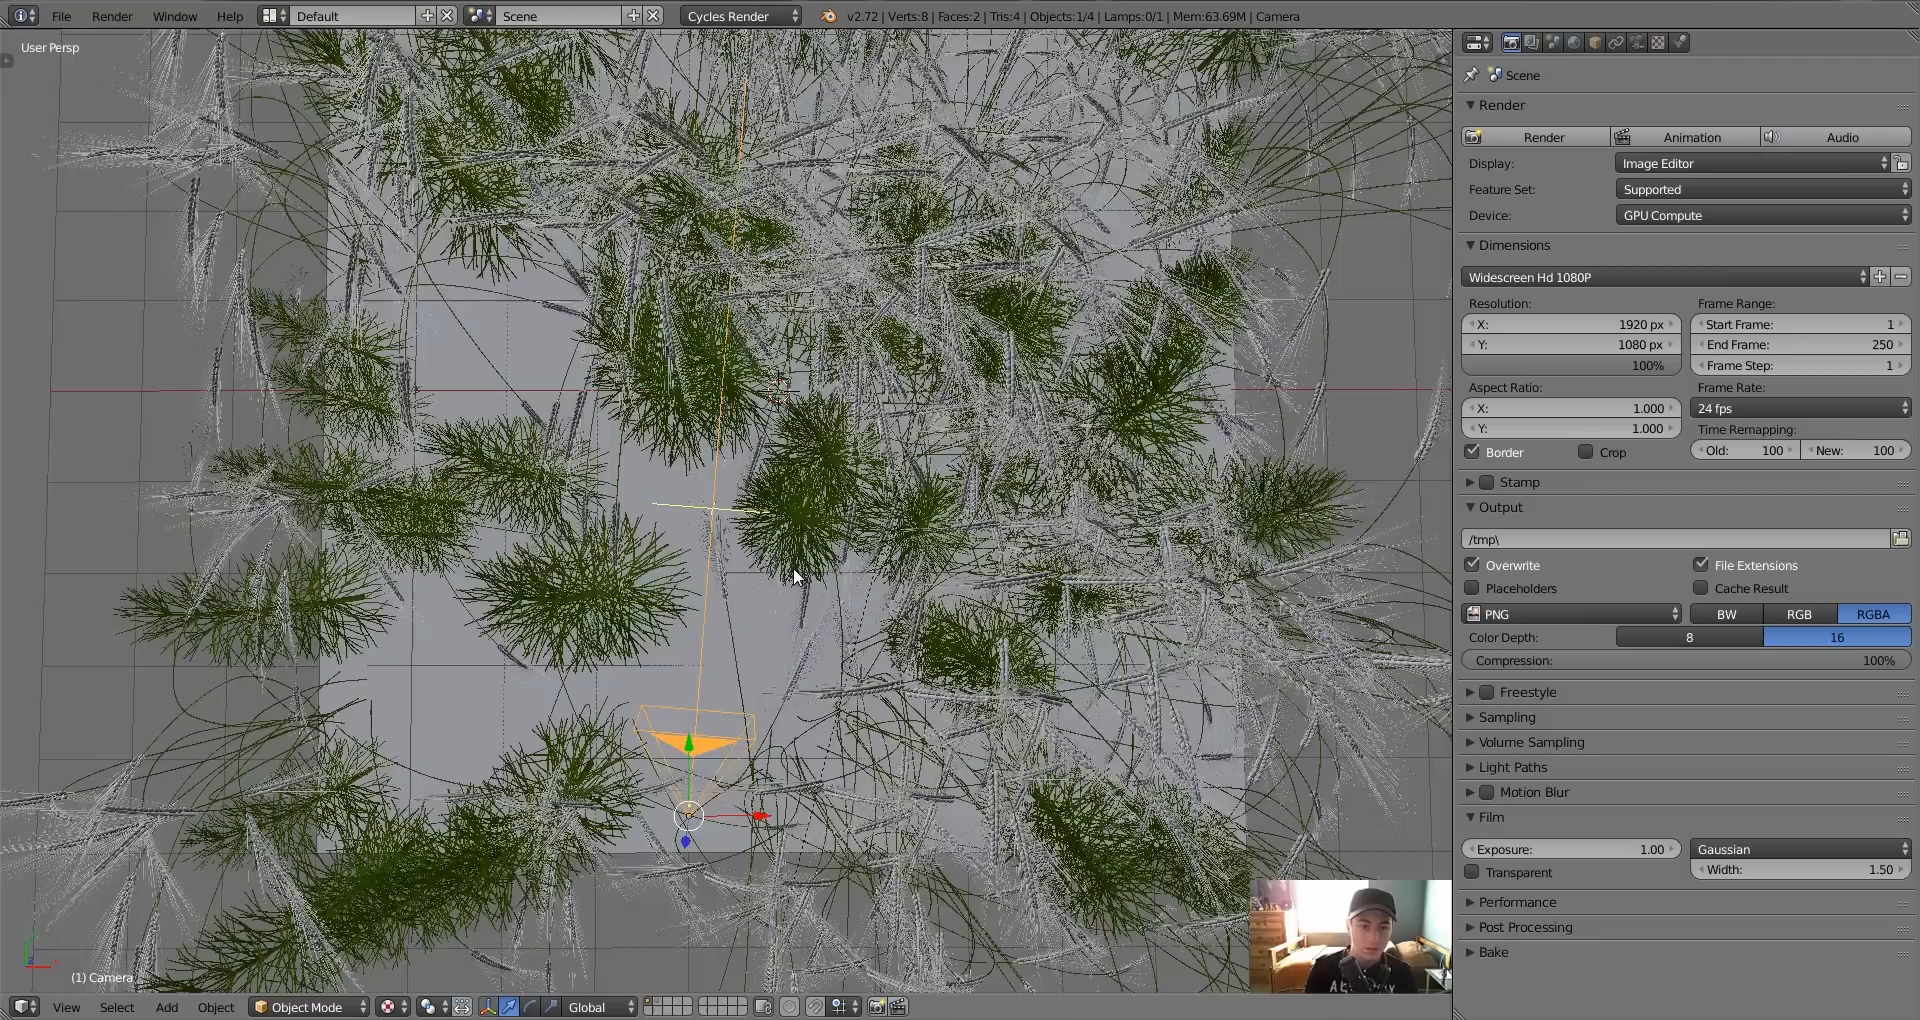 File Render Window Help Default Scene Cycles Render v2.72 | Verts:8 | Faces:2 | Tris:4 | Objects:1/4 | Lamps:0/1 | Mem:63.69M | Camera
User Persp
Scene
Render
Render Animation Audio
Display: Image Editor
Feature Set: Supported
Device: GPU Compute
Dimensions
Widescreen Hd 1080P
Resolution: Frame Range:
X: 1920 px Start Frame: 1
Y: 1080 px End Frame: 250
100% Frame Step: 1
Aspect Ratio: Frame Rate:
X: 1.000 24 fps
Y: 1.000 Time Remapping:
Border Crop Old: 100 New: 100
Stamp
Output
/tmp\
Overwrite File Extensions
Placeholders Cache Result
PNG BW RGB RGBA
Color Depth: 8 16
Compression: 100%
Freestyle
Sampling
Volume Sampling
Light Paths
Motion Blur
Film
Exposure: 1.00 Gaussian
Transparent Width: 1.50
Performance
Post Processing
Bake
(1) Camera
View Select Add Object Object Mode Global